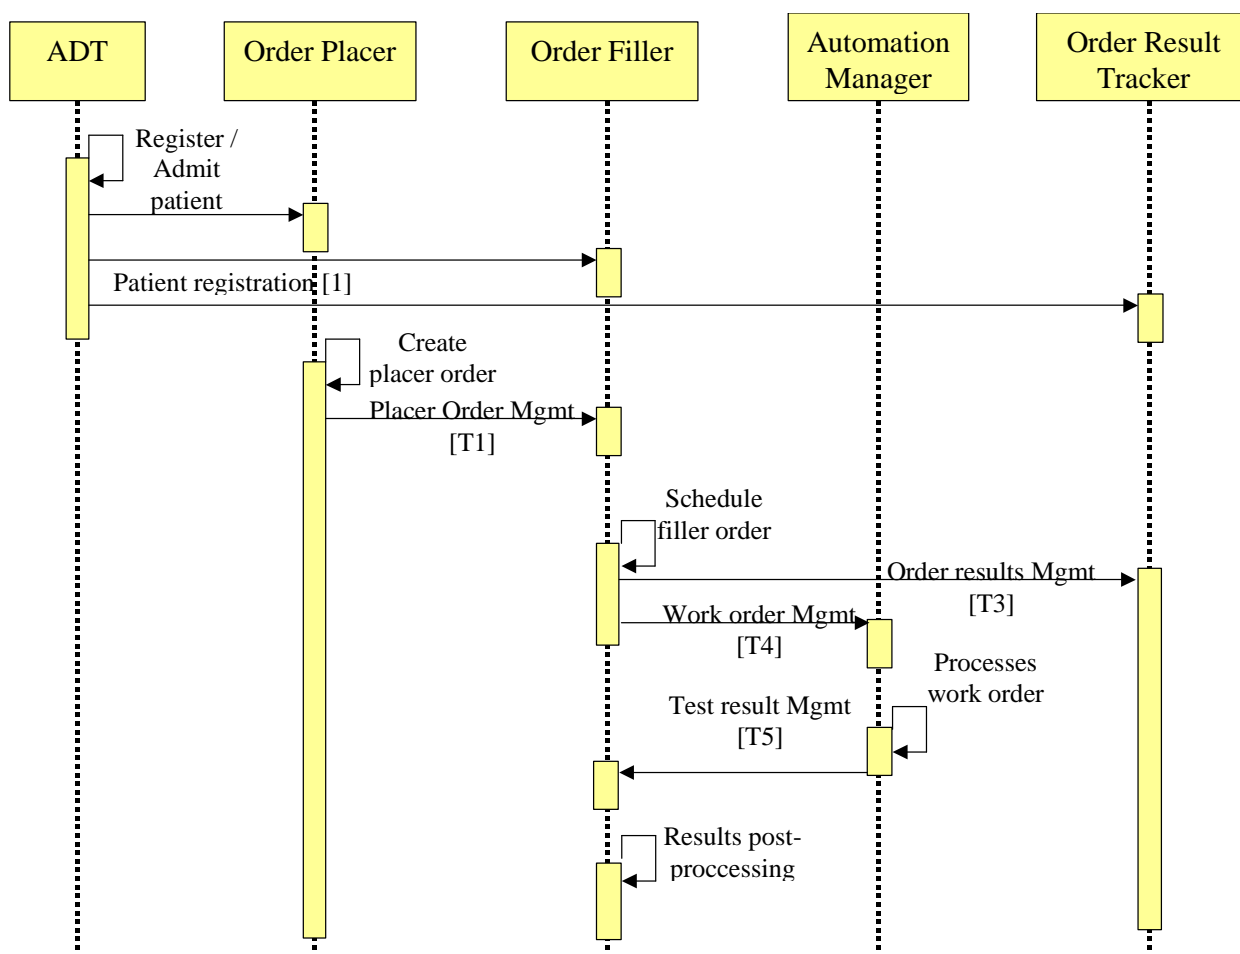 ADT
Order Placer
Order Filler
Automation
Manager
Order Result
Tracker
Register /
Admit
patient
Patient registration [1]
Create
placer order
Placer Order Mgmt
[T1]
Schedule
filler order
Order results Mgmt
[T3]
Work order Mgmt
[T4]
Processes
work order
Test result Mgmt
[T5]
Results post-
proccessing